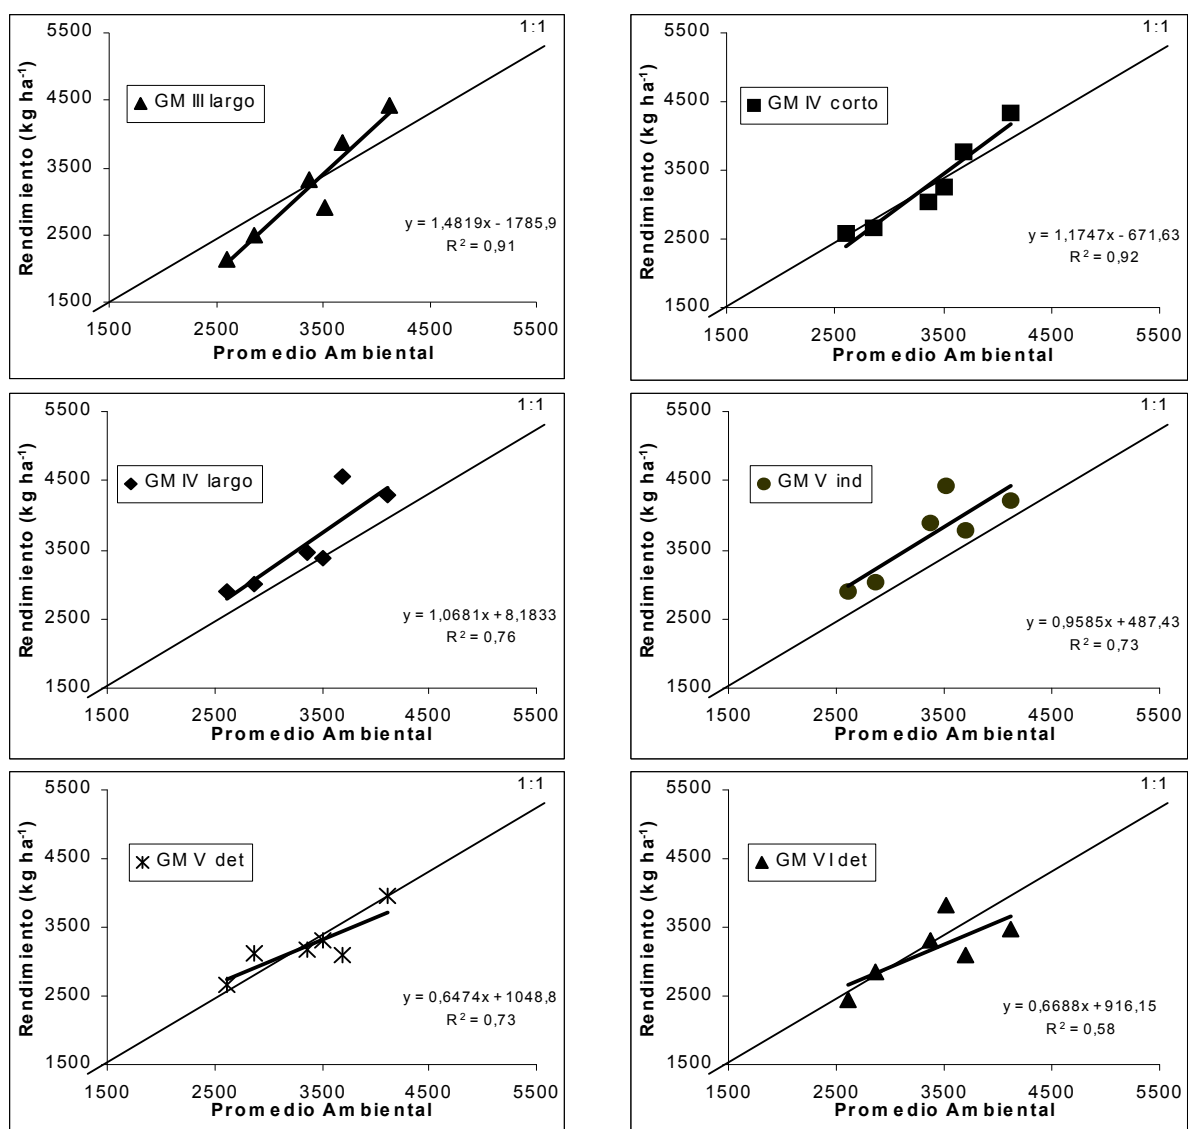 5500
4500
3500
2500
1500
1500 2500 3500 4500 5500
Rendimiento (kg ha-1)
Promedio Ambiental
1:1
GM III largo
y = 1,4819x - 1785,9
R2 = 0,91
5500
4500
3500
2500
1500
1500 2500 3500 4500 5500
Rendimiento (kg ha-1)
Promedio Ambiental
1:1
GM IV corto
y = 1,1747x - 671,63
R2 = 0,92
5500
4500
3500
2500
1500
1500 2500 3500 4500 5500
Rendimiento (kg ha-1)
Promedio Ambiental
1:1
GM IV largo
y = 1,0681x + 8,1833
R2 = 0,76
5500
4500
3500
2500
1500
1500 2500 3500 4500 5500
Rendimiento (kg ha-1)
Promedio Ambiental
1:1
GM V ind
y = 0,9585x + 487,43
R2 = 0,73
5500
4500
3500
2500
1500
1500 2500 3500 4500 5500
Rendimiento (kg ha-1)
Promedio Ambiental
1:1
GM V det
y = 0,6474x + 1048,8
R2 = 0,73
5500
4500
3500
2500
1500
1500 2500 3500 4500 5500
Rendimiento (kg ha-1)
Promedio Ambiental
1:1
GM VI det
y = 0,6688x + 916,15
R2 = 0,58